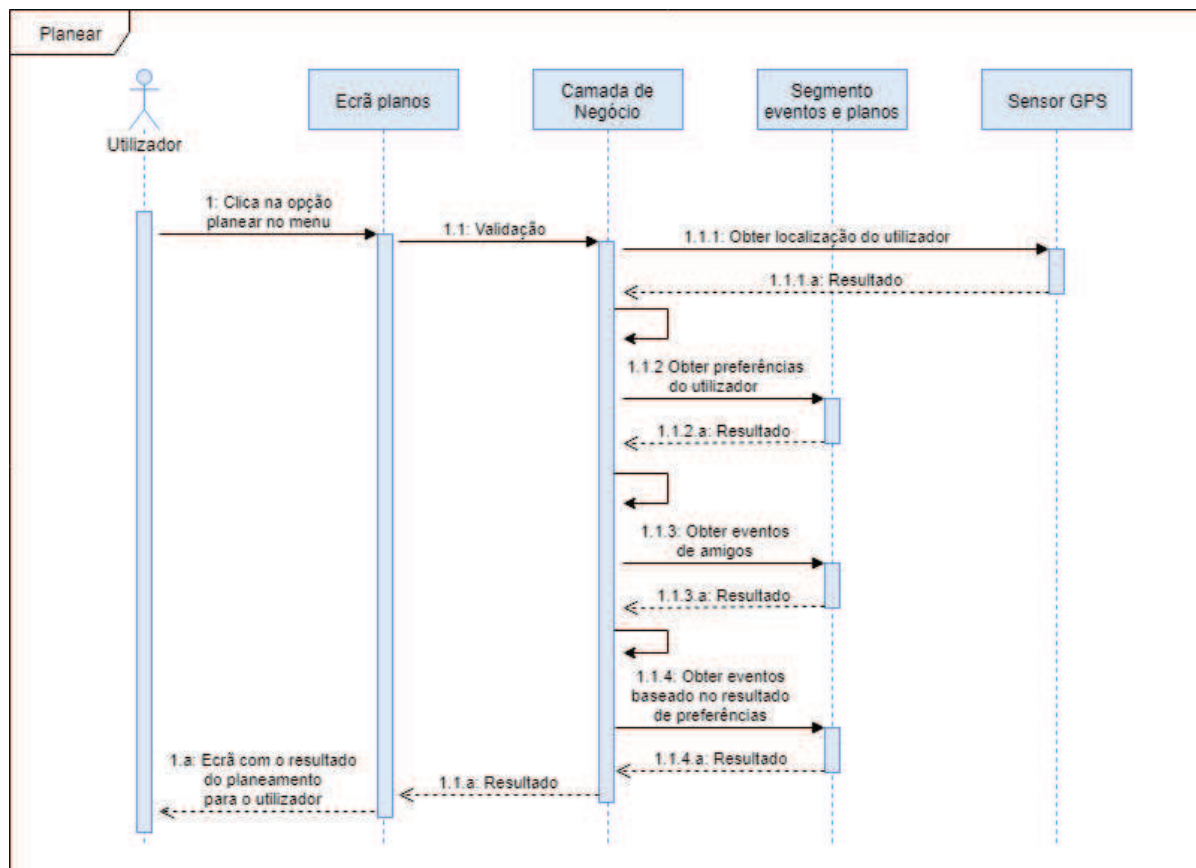 Planear
Utilizador
Ecrã planos
Camada de
Negócio
Segmento
eventos e planos
Sensor GPS
1: Clica na opção
planear no menu
1.1: Validação
1.1.1: Obter localização do utilizador
1.1.1.a: Resultado
1.1.2 Obter preferências
do utilizador
1.1.2.a: Resultado
1.1.3: Obter eventos
de amigos
1.1.3.a: Resultado
1.1.4: Obter eventos
baseado no resultado
de preferências
1.1.4.a: Resultado
1.1.a: Resultado
1.a: Ecrã com o resultado
do planeamento
para o utilizador